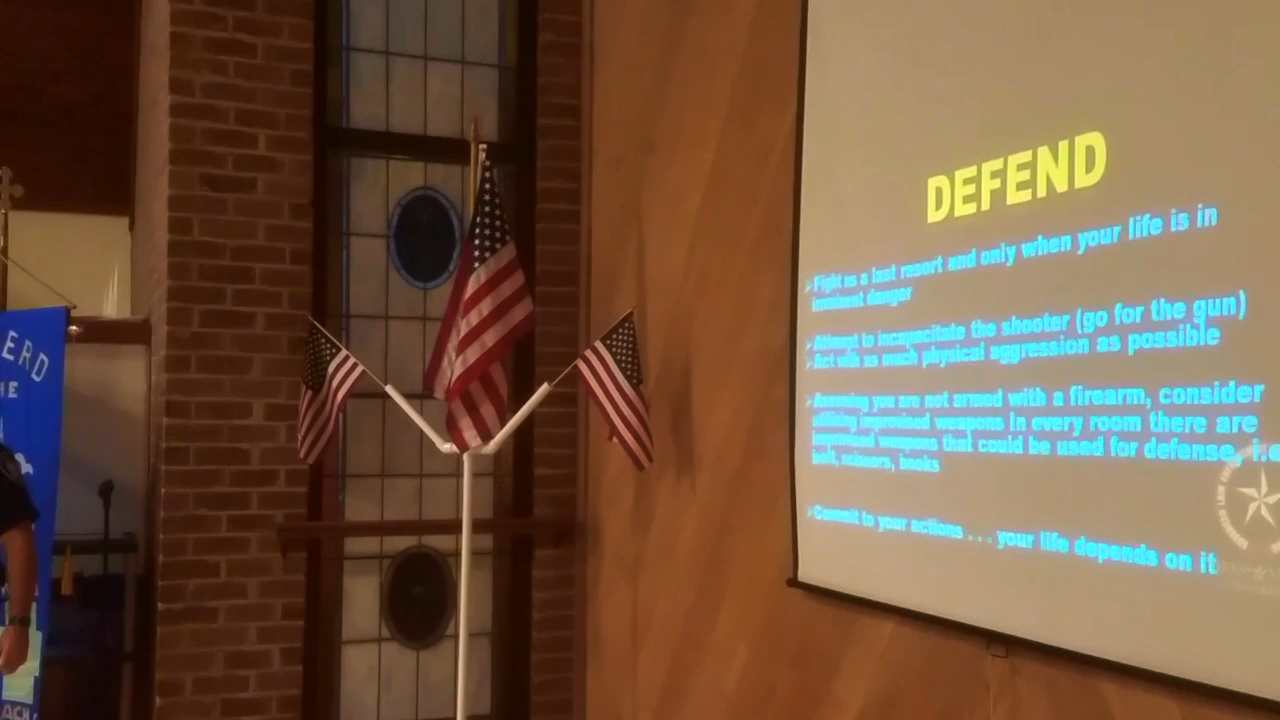 ERD
HE
A
ACH
DEFEND
Fight as a last resort and only when your life is in
imminent danger
Attempt to incapacitate the shooter (go for the gun)
Act with as much physical aggression as possible
Assuming you are not armed with a firearm, consider
utilizing improvised weapons In every room there are
improvised weapons that could be used for defense, i.e
belt, scissors, books
Commit to your actions . . . your life depends on it